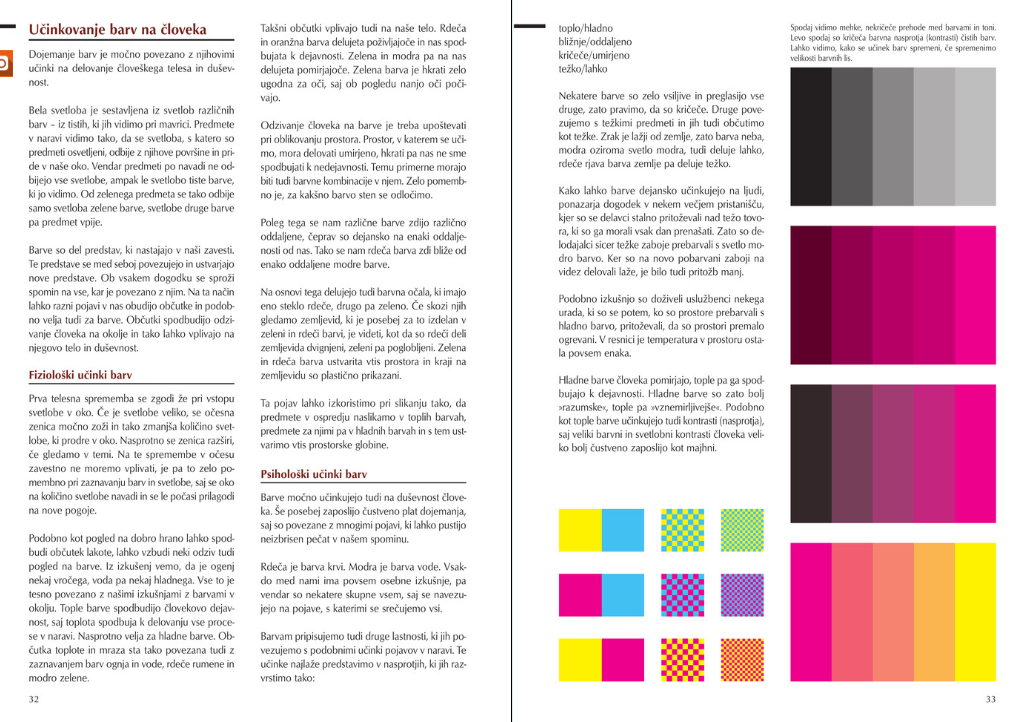 Učinkovanje barv na človeka
Dojemanje barv je močno povezano z njihovimi
učinki na delovanje človeškega telesa in dušev-
nost.
Bela svetloba je sestavljena iz svetlob različnih
barv – iz tistih, ki jih vidimo pri mavrici. Predmete
v naravi vidimo tako, da se svetloba, s katero so
predmeti osvetljeni, odbije z njihove površine in pri-
de v naše oko. Vendar predmeti po navadi ne od-
bijejo vse svetlobe, ampak le svetlobo tiste barve,
ki jo vidimo. Od zelenega predmeta se tako odbije
samo svetloba zelene barve, svetlobe druge barve
pa predmet vpije.
Barve so del predstav, ki nastajajo v naši zavesti.
Te predstave se med seboj povezujejo in ustvarjajo
nove predstave. Ob vsakem dogodku se sproži
spomin na vse, kar je povezano z njim. Na ta način
lahko razni pojavi v nas obudijo občutke in podob-
no velja tudi za barve. Občutki spodbudijo odzi-
vanje človeka na okolje in tako lahko vplivajo na
njegovo telo in duševnost.
Fiziološki učinki barv
Prva telesna sprememba se zgodi že pri vstopu
svetlobe v oko. Če je svetlobe veliko, se očesna
zenica močno zoži in tako zmanjša količino svet-
lobe, ki prodre v oko. Nasprotno se zenica razširi,
če gledamo v temi. Na te spremembe v očesu
zavestno ne moremo vplivati, je pa to zelo po-
membno pri zaznavanju barv in svetlobe, saj se oko
na količino svetlobe navadi in se le počasi prilagodi
na nove pogoje.
Podobno kot pogled na dobro hrano lahko spod-
budi občutek lakote, lahko vzbudi neki odziv tudi
pogled na barve. Iz izkušenj vemo, da je ogenj
nekaj vročega, voda pa nekaj hladnega. Vse to je
tesno povezano z našimi izkušnjami z barvami v
okolju. Tople barve spodbudijo človekovo dejav-
nost, saj toplota spodbuja k delovanju vse proce-
se v naravi. Nasprotno velja za hladne barve. Ob-
čutka toplote in mraza sta tako povezana tudi z
zaznavanjem barv ognja in vode, rdeče rumene in
modro zelene.
32
Takšni občutki vplivajo tudi na naše telo. Rdeča
in oranžna barva delujeta poživljajoče in nas spod-
bujata k dejavnosti. Zelena in modra pa na nas
delujeta pomirjajoče. Zelena barva je hkrati zelo
ugodna za oči, saj ob pogledu nanjo oči poči-
vajo.
Odzivanje človeka na barve je treba upoštevati
pri oblikovanju prostora. Prostor, v katerem se uči-
mo, mora delovati umirjeno, hkrati pa nas ne sme
spodbujati k nedejavnosti. Temu primerne morajo
biti tudi barvne kombinacije v njem. Zelo pomemb-
no je, za kakšno barvo sten se odločimo.
Poleg tega se nam različne barve zdijo različno
oddaljene, čeprav so dejansko na enaki oddalje-
nosti od nas. Tako se nam rdeča barva zdi bliže od
enako oddaljene modre barve.
Na osnovi tega delujejo tudi barvna očala, ki imajo
eno steklo rdeče, drugo pa zeleno. Če skozi njih
gledamo zemljevid, ki je posebej za to izdelan v
zeleni in rdeči barvi, je videti, kot da so rdeči deli
zemljevida dvignjeni, zeleni pa poglobljeni. Zelena
in rdeča barva ustvarita vtis prostora in kraji na
zemljevidu so plastično prikazani.
Ta pojav lahko izkoristimo pri slikanju tako, da
predmete v ospredju naslikamo v toplih barvah,
predmete za njimi pa v hladnih barvah in s tem ust-
varimo vtis prostorske globine.
Psihološki učinki barv
Barve močno učinkujejo tudi na duševnost člove-
ka. Še posebej zaposlijo čustveno plat dojemanja,
saj so povezane z mnogimi pojavi, ki lahko pustijo
neizbrisen pečat v našem spominu.
Rdeča je barva krvi. Modra je barva vode. Vsak-
do med nami ima povsem osebne izkušnje, pa
vendar so nekatere skupne vsem, saj se navezu-
jejo na pojave, s katerimi se srečujemo vsi.
Barvam pripisujemo tudi druge lastnosti, ki jih po-
vezujemo s podobnimi učinki pojavov v naravi. Te
učinke najlaže predstavimo v nasprotjih, ki jih raz-
vrstimo tako:
toplo/hladno
bližnje/oddaljeno
kričeče/umirjeno
težko/lahko
Nekatere barve so zelo vsiljive in preglasijo vse
druge, zato pravimo, da so kričeče. Druge pove-
zujemo s težkimi predmeti in jih tudi občutimo
kot težke. Zrak je lažji od zemlje, zato barva neba,
modra oziroma svetlo modra, tudi deluje lahko,
rdeče rjava barva zemlje pa deluje težko.
Kako lahko barve dejansko učinkujejo na ljudi,
ponazarja dogodek v nekem večjem pristanišču,
kjer so se delavci stalno pritoževali nad težo tovo-
ra, ki so ga morali vsak dan prenašati. Zato so de-
lodajalci sicer težke zaboje prebarvali s svetlo mo-
dro barvo. Ker so na novo pobarvani zaboji na
videz delovali laže, je bilo tudi pritožb manj.
Podobno izkušnjo so doživeli uslužbenci nekega
urada, ki so se potem, ko so prostore prebarvali s
hladno barvo, pritoževali, da so prostori premalo
ogrevani. V resnici je temperatura v prostoru osta-
la povsem enaka.
Hladne barve človeka pomirjajo, tople pa ga spod-
bujajo k dejavnosti. Hladne barve so zato bolj
»razumske«, tople pa »vznemirljivejše«. Podobno
kot tople barve učinkujejo tudi kontrasti (nasprotja),
saj veliki barvni in svetlobni kontrasti človeka veli-
ko bolj čustveno zaposlijo kot majhni.
Spodaj vidimo mehke, nekričeče prehode med barvami in toni.
Levo spodaj so kričeča barvna nasprotja (kontrasti) čistih barv.
Lahko vidimo, kako se učinek barv spremeni, če spremenimo
velikosti barvnih lis.
33